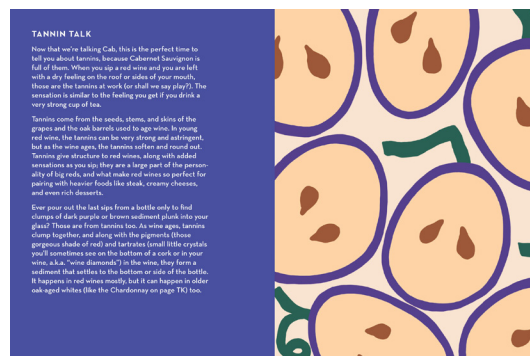 TANNIN TALK
Now that we're talking Cab, this is the perfect time to
tell you about tannins, because Cabernet Sauvignon is
full of them. When you sip a red wine and you are left
with a dry feeling on the roof or sides of your mouth,
those are the tannins at work (or shall we say play?). The
sensation is similar to the feeling you get if you drink a
very strong cup of tea.
Tannins come from the seeds, stems, and skins of the
grapes and the oak barrels used to age wine. In young
red wine, the tannins can be very strong and astringent,
but as the wine ages, the tannins soften and round out.
Tannins give structure to red wines, along with added
sensations as you sip; they are a large part of the person-
ality of big reds, and what make red wines so perfect for
pairing with heavier foods like steak, creamy cheeses,
and even rich desserts.
Ever pour out the last sips from a bottle only to find
clumps of dark purple or brown sediment plunk into your
glass? Those are from tannins too. As wine ages, tannins
clump together, and along with the pigments (those
gorgeous shade of red) and tartrates (small little crystals
you'll sometimes see on the bottom of a cork or in your
wine, a.k.a. "wine diamonds") in the wine, they form a
sediment that settles to the bottom or side of the bottle.
It happens in red wines mostly, but it can happen in older
oak-aged whites (like the Chardonnay on page TK) too.